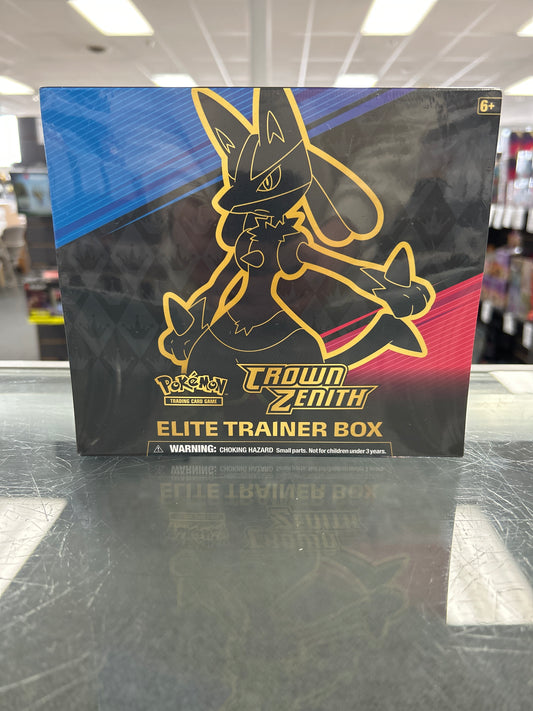 6+
Pokémon
TRADING CARD GAME
CROWN
ZENITH
ELITE TRAINER BOX
⚠ WARNING: CHOKING HAZARD Small parts. Not for children under 3 years.